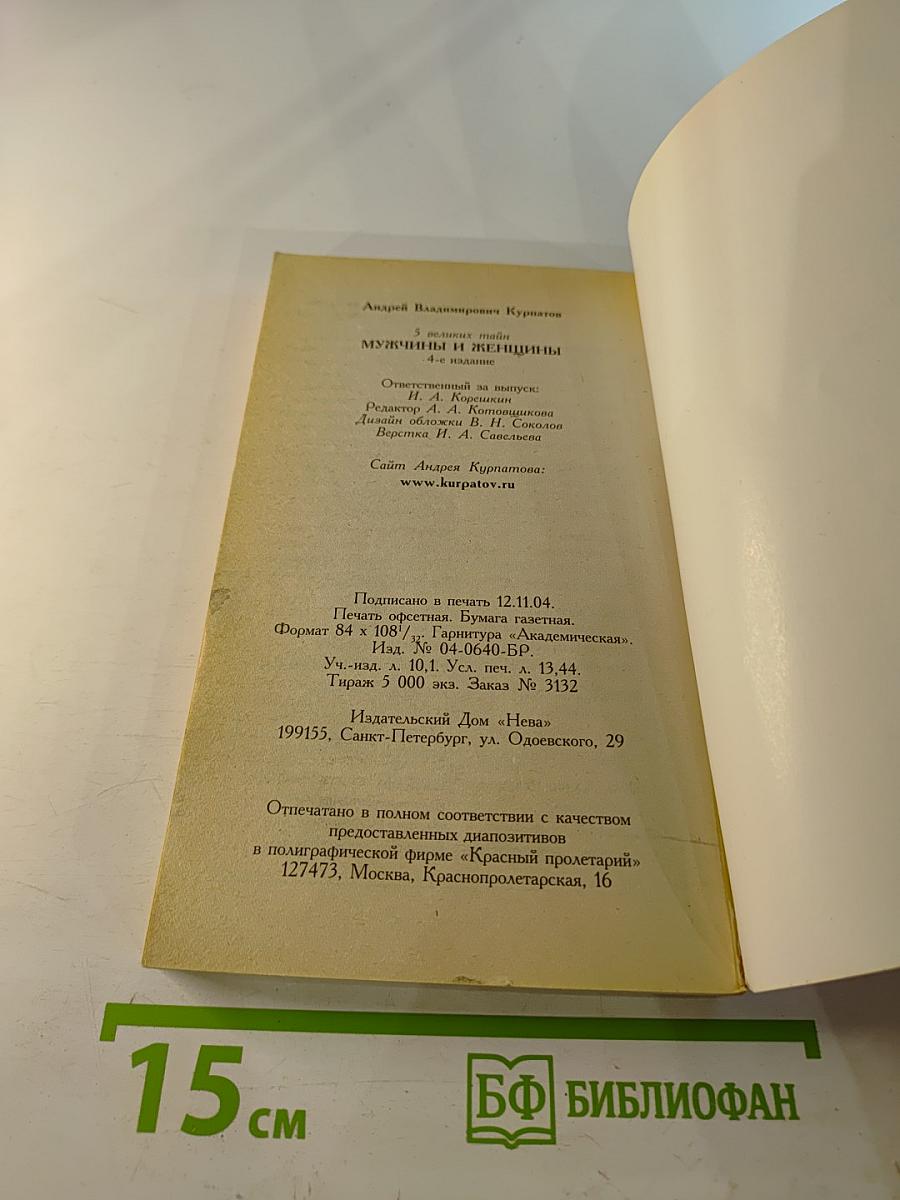 Андрей Владимирович Курпатов
5 великих тайн
МУЖЧИНЫ И ЖЕНЩИНЫ
4-е издание
Ответственный за выпуск:
И. А. Корешкин
Редактор А. А. Котовщикова
Дизайн обложки В. Н. Соколов
Верстка И. А. Савельева
Сайт Андрея Курпатова:
www.kurpatov.ru
Подписано в печать 12.11.04.
Печать офсетная. Бумага газетная.
Формат 84 х 108¹/₃₂. Гарнитура «Академическая».
Изд. № 04-0640-БР.
Уч.-изд. л. 10,1. Усл. печ. л. 13,44.
Тираж 5 000 экз. Заказ № 3132
Издательский Дом «Нева»
199155, Санкт-Петербург, ул. Одоевского, 29
Отпечатано в полном соответствии с качеством
предоставленных диапозитивов
в полиграфической фирме «Красный пролетарий»
127473, Москва, Краснопролетарская, 16
15 см
БФ БИБЛИОФАН